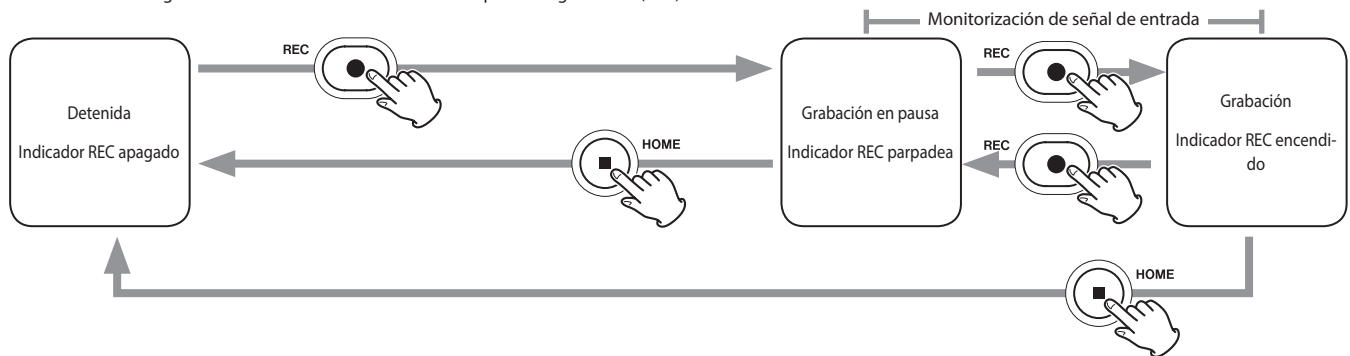 Monitorización de señal de entrada
REC
REC
Detenida
Indicador REC apagado
Grabación en pausa
Indicador REC parpadea
Grabación
Indicador REC encendi-
do
HOME
REC
HOME